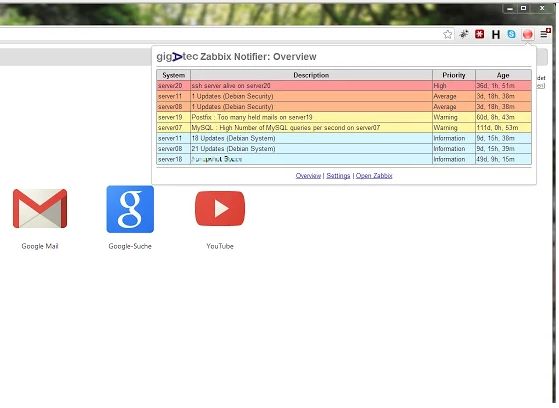 gigAtec Zabbix Notifier: Overview
System Description Priority Age
server20 ssh server alive on server20 High 36d, 1h, 51m
server11 1 Updates (Debian Security) Average 3d, 18h, 38m
server08 1 Updates (Debian Security) Average 3d, 18h, 38m
server19 Postfix : Too many held mails on server19 Warning 60d, 8h, 43m
server07 MySQL : High Number of MySQL queries per second on server07 Warning 111d, 0h, 53m
server11 18 Updates (Debian System) Information 9d, 15h, 38m
server08 21 Updates (Debian System) Information 9d, 15h, 39m
server18 Information 49d, 9h, 15m
Overview | Settings | Open Zabbix
Google Mail
Google-Suche
YouTube